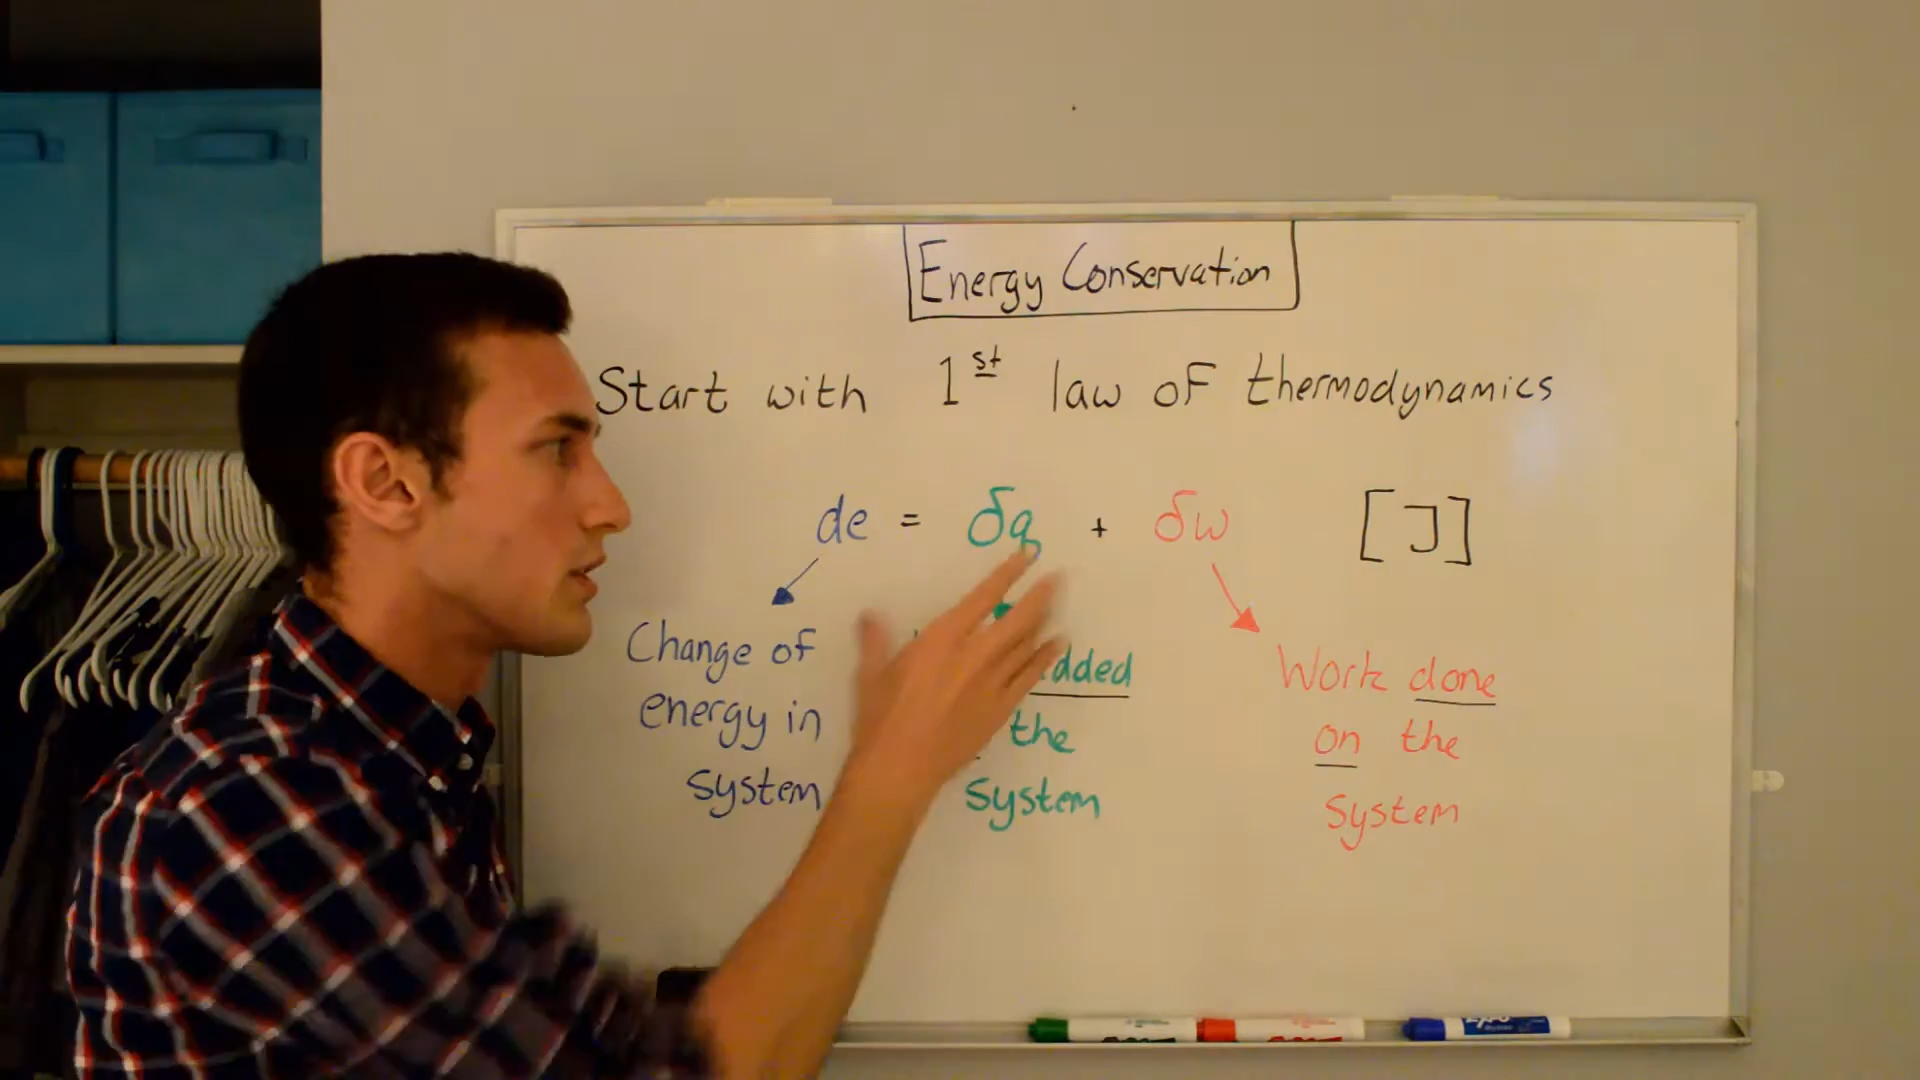 Energy Conservation
Start with 1st law of thermodynamics
de = δq + δw [J]
Change of
energy in
system
the
system
Work done
on the
system
EXPO